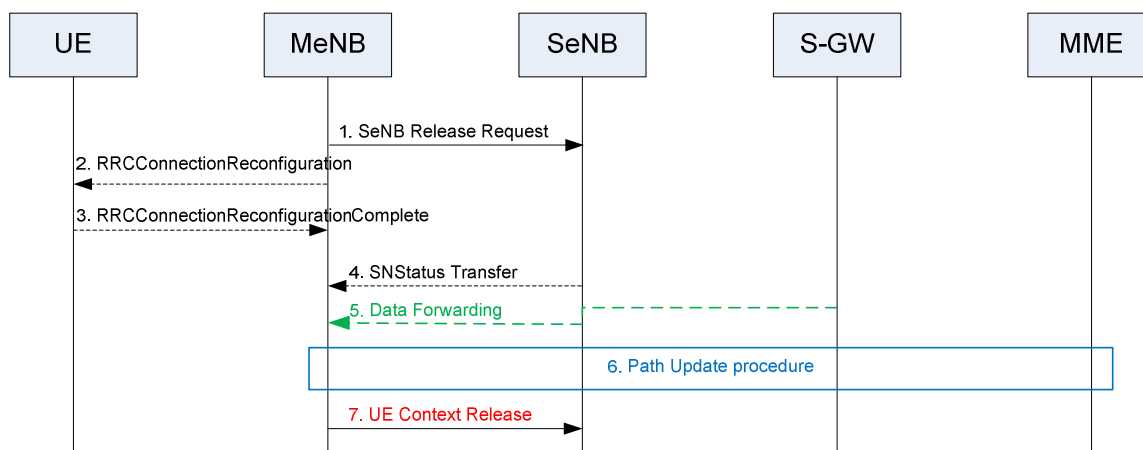 UE
MeNB
SeNB
S-GW
MME
1. SeNB Release Request
2. RRCConnectionReconfiguration
3. RRCConnectionReconfigurationComplete
4. SNStatus Transfer
5. Data Forwarding
6. Path Update procedure
7. UE Context Release